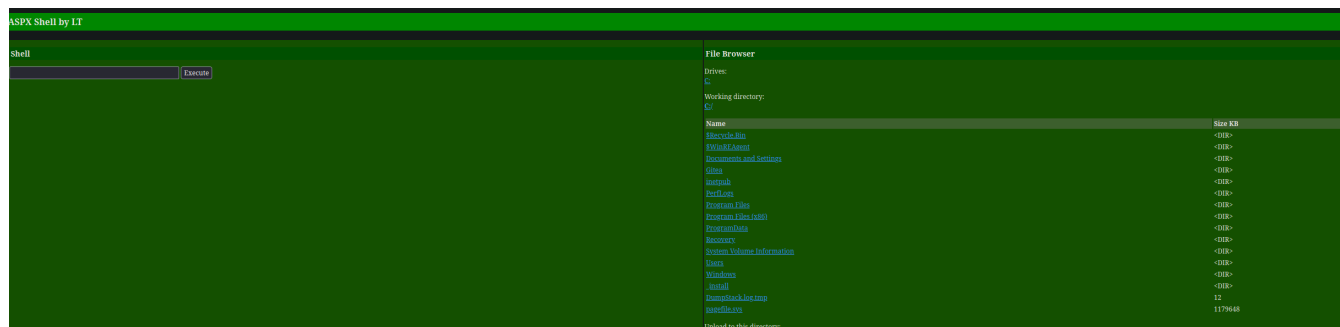 ASPX Shell by LT
Shell
Execute
File Browser
Drives:
C:
Working directory:
C:/
Name Size KB
$Recycle.Bin <DIR>
$WinREAgent <DIR>
Documents and Settings <DIR>
Gitea <DIR>
inetpub <DIR>
PerfLogs <DIR>
Program Files <DIR>
Program Files (x86) <DIR>
ProgramData <DIR>
Recovery <DIR>
System Volume Information <DIR>
Users <DIR>
Windows <DIR>
_install <DIR>
DumpStack.log.tmp 12
pagefile.sys 1179648
Upload to this directory: